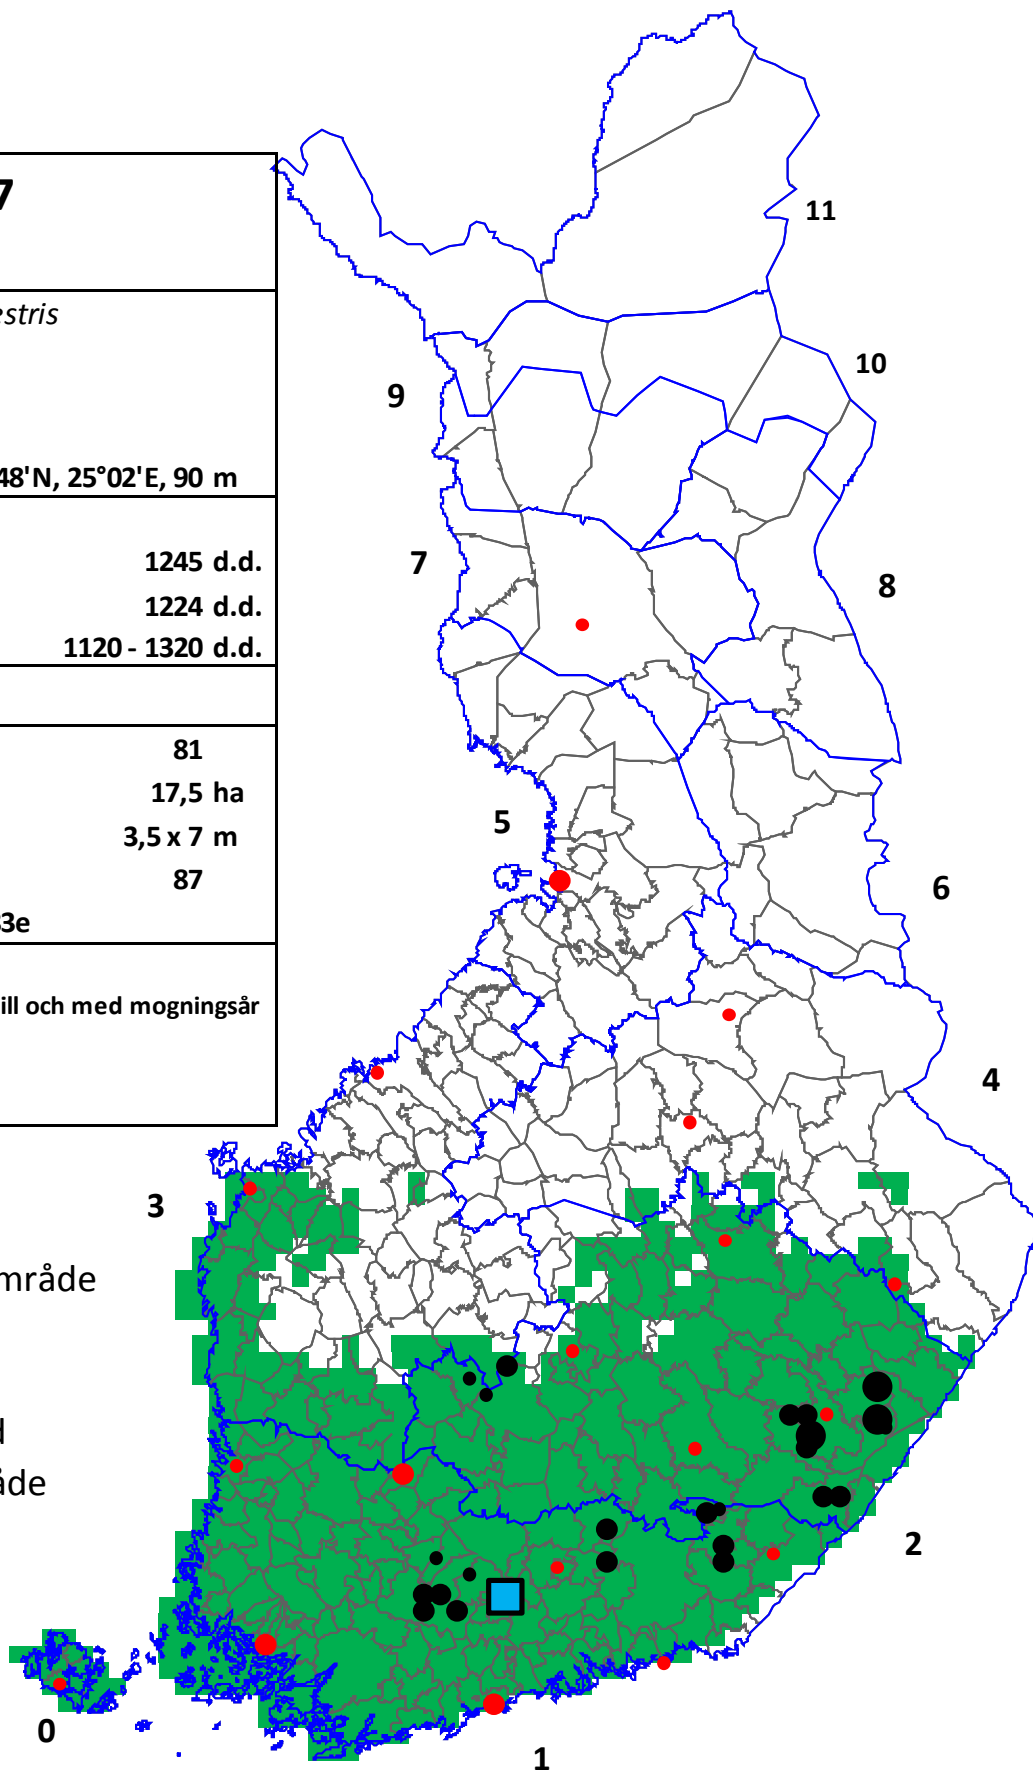 7
estris
48'N, 25°02'E, 90 m
1245 d.d.
1224 d.d.
1120 - 1320 d.d.
81
17,5 ha
3,5 x 7 m
87
3e
ill och med mogningsår
område
d
åde
11
10
9
8
7
6
5
4
3
2
1
0